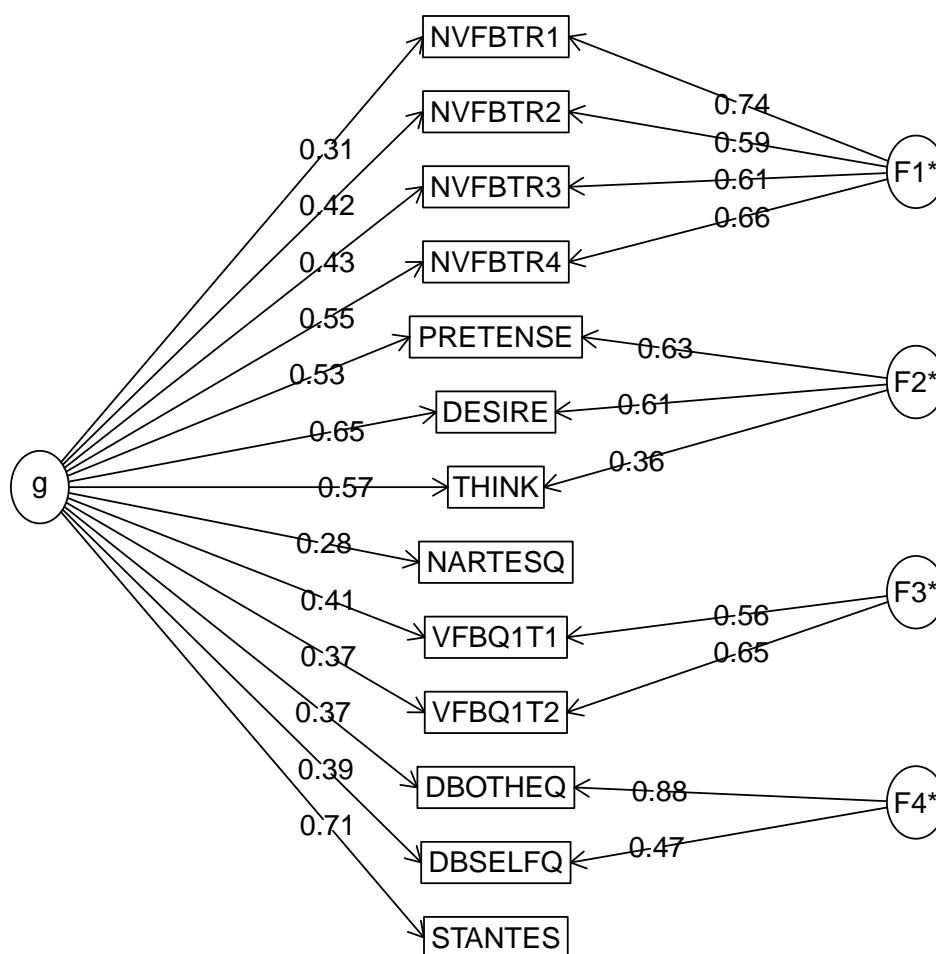 NVFBTR1
0.74
NVFBTR2
0.31
0.59
F1*
NVFBTR3
0.61
0.42
0.66
NVFBTR4
0.43
0.55
PRETENSE
0.63
0.53
F2*
DESIRE
0.61
0.65
0.36
g
0.57
THINK
0.28
NARTESQ
F3*
0.41
VFBQ1T1
0.56
0.65
0.37
VFBQ1T2
0.37
0.39
DBOTHEQ
0.88
F4*
0.71
DBSELFQ
0.47
STANTES